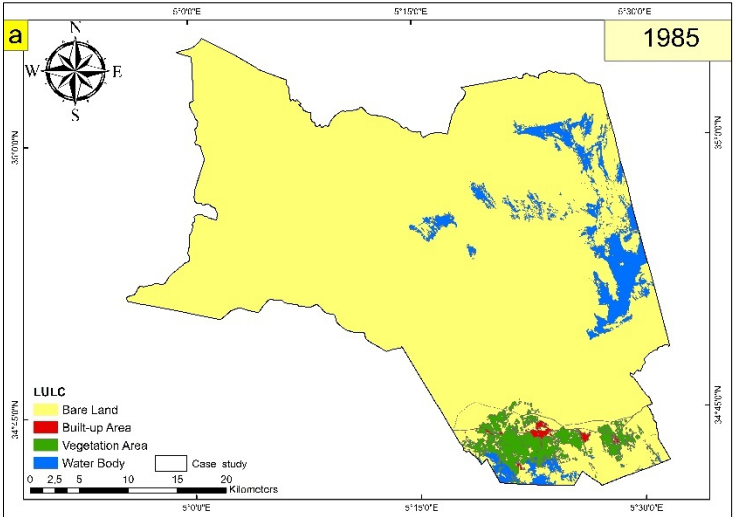 5°0'0"E 5°15'0"E 5°30'0"E
a
1985
N
W E
S
35°0'0"N 35°0'0"N
34°45'0"N 34°45'0"N
LULC
Bare Land
Built-up Area
Vegetation Area
Water Body Case study
0 2,5 5 10 15 20
Kilometers
5°0'0"E 5°15'0"E 5°30'0"E